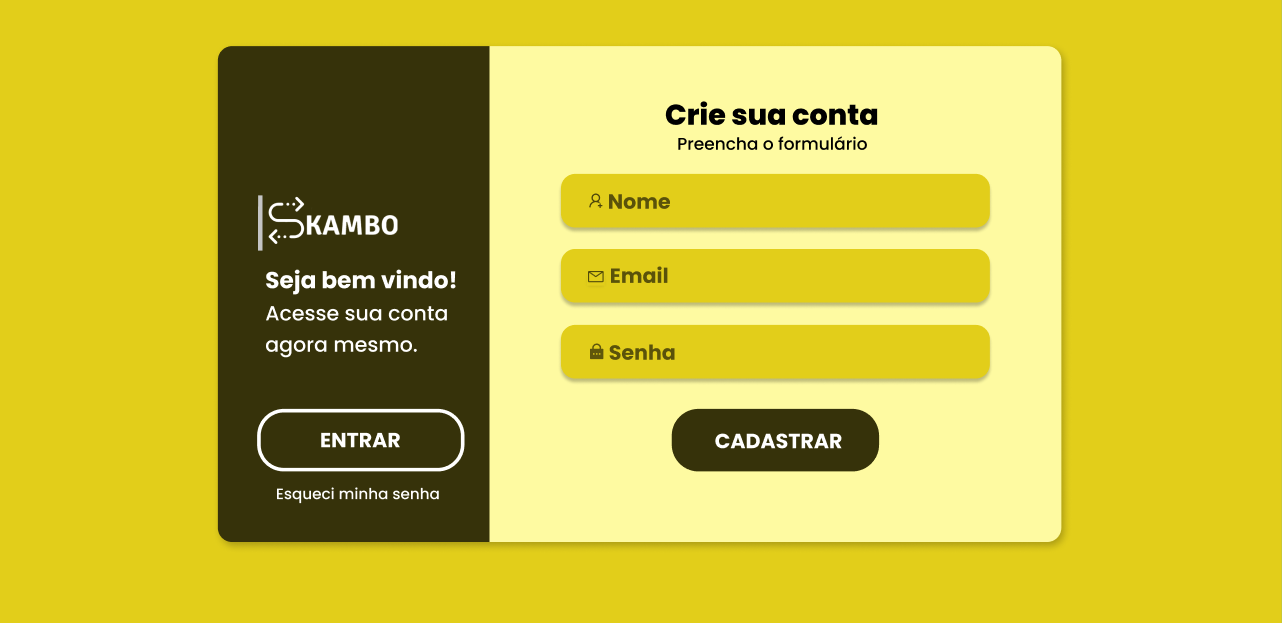 SKAMBO
Seja bem vindo!
Acesse sua conta
agora mesmo.
ENTRAR
Esqueci minha senha
Crie sua conta
Preencha o formulário
Nome
Email
Senha
CADASTRAR